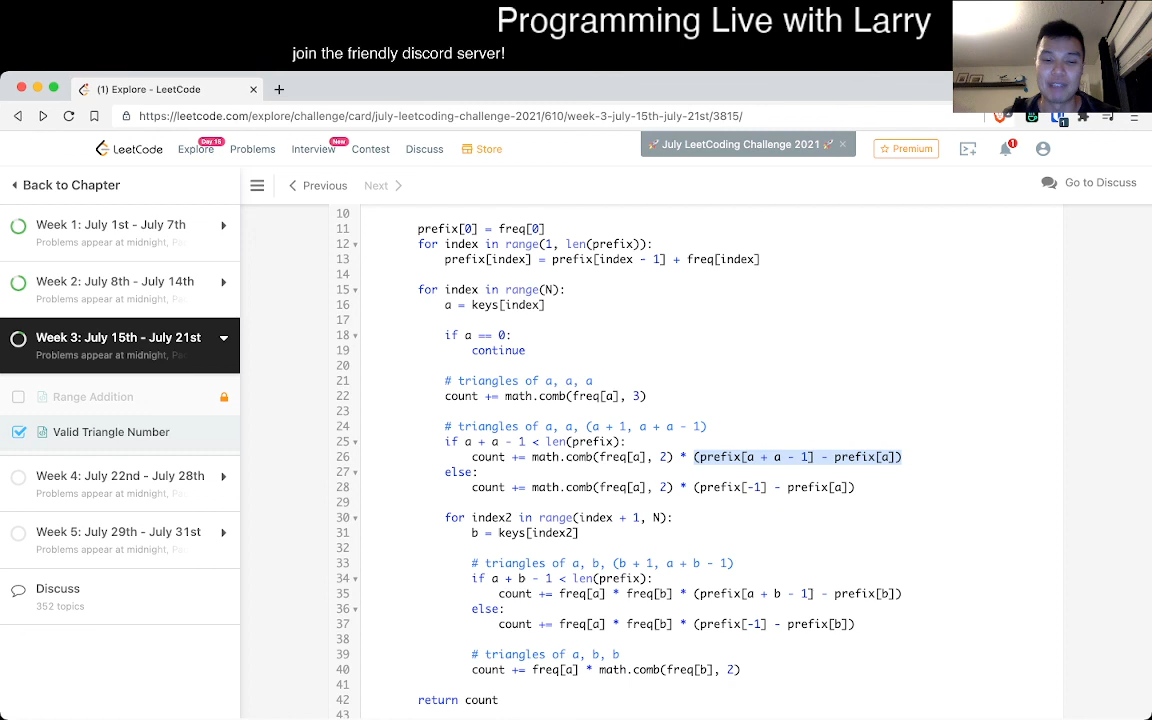 Programming Live with Larry
join the friendly discord server!
(1) Explore - LeetCode
https://leetcode.com/explore/challenge/card/july-leetcoding-challenge-2021/610/week-3-july-15th-july-21st/3815/
LeetCode Explore Day 15 Problems Interview New Contest Discuss Store
🚀 July LeetCoding Challenge 2021 🚀 ×
Premium
1
Back to Chapter
Previous Next
Go to Discuss
Week 1: July 1st - July 7th
Problems appear at midnight,
Week 2: July 8th - July 14th
Problems appear at midnight,
Week 3: July 15th - July 21st
Problems appear at midnight,
Range Addition
Valid Triangle Number
Week 4: July 22nd - July 28th
Problems appear at midnight,
Week 5: July 29th - July 31st
Problems appear at midnight,
Discuss
352 topics
10
11 prefix[0] = freq[0]
12 for index in range(1, len(prefix)):
13 prefix[index] = prefix[index - 1] + freq[index]
14
15 for index in range(N):
16 a = keys[index]
17
18 if a == 0:
19 continue
20
21 # triangles of a, a, a
22 count += math.comb(freq[a], 3)
23
24 # triangles of a, a, (a + 1, a + a - 1)
25 if a + a - 1 < len(prefix):
26 count += math.comb(freq[a], 2) * (prefix[a + a - 1] - prefix[a])
27 else:
28 count += math.comb(freq[a], 2) * (prefix[-1] - prefix[a])
29
30 for index2 in range(index + 1, N):
31 b = keys[index2]
32
33 # triangles of a, b, (b + 1, a + b - 1)
34 if a + b - 1 < len(prefix):
35 count += freq[a] * freq[b] * (prefix[a + b - 1] - prefix[b])
36 else:
37 count += freq[a] * freq[b] * (prefix[-1] - prefix[b])
38
39 # triangles of a, b, b
40 count += freq[a] * math.comb(freq[b], 2)
41
42 return count
43